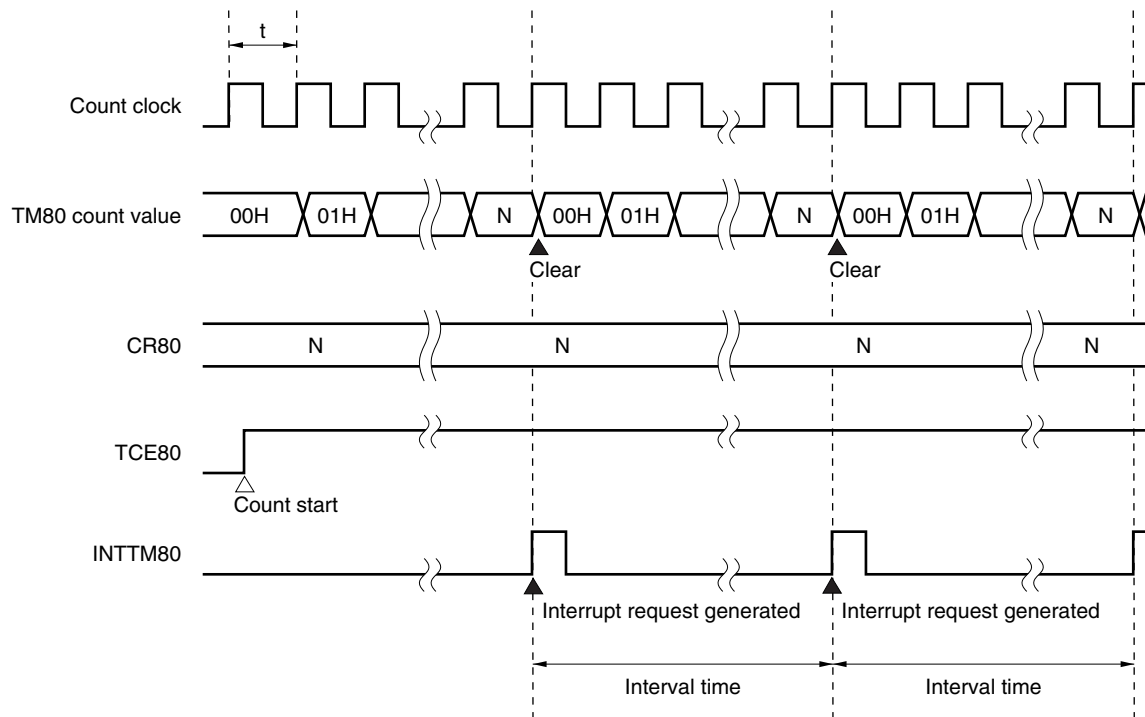 t
Count clock
TM80 count value
00H 01H N 00H 01H N 00H 01H N
Clear Clear
CR80
N N N N
TCE80
Count start
INTTM80
Interrupt request generated Interrupt request generated
Interval time Interval time